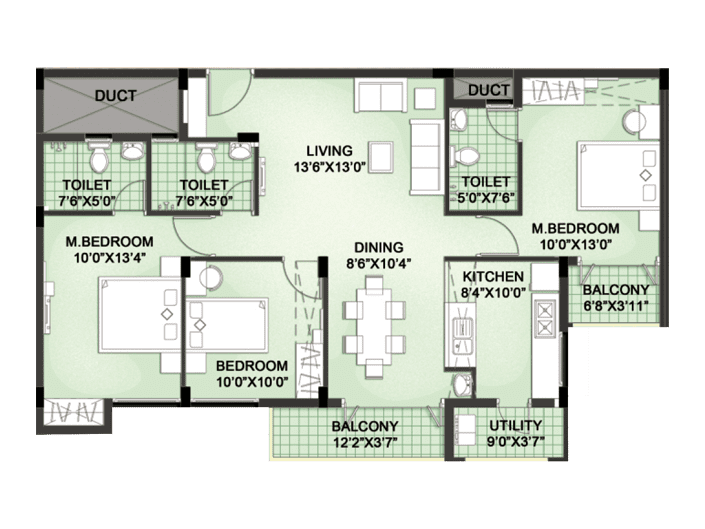 DUCT
DUCT
LIVING
13'6"X13'0"
TOILET
7'6"X5'0"
TOILET
7'6"X5'0"
TOILET
5'0"X7'6"
M.BEDROOM
10'0"X13'0"
M.BEDROOM
10'0"X13'4"
DINING
8'6"X10'4"
KITCHEN
8'4"X10'0"
BALCONY
6'8"X3'11"
BEDROOM
10'0"X10'0"
BALCONY
12'2"X3'7"
UTILITY
9'0"X3'7"